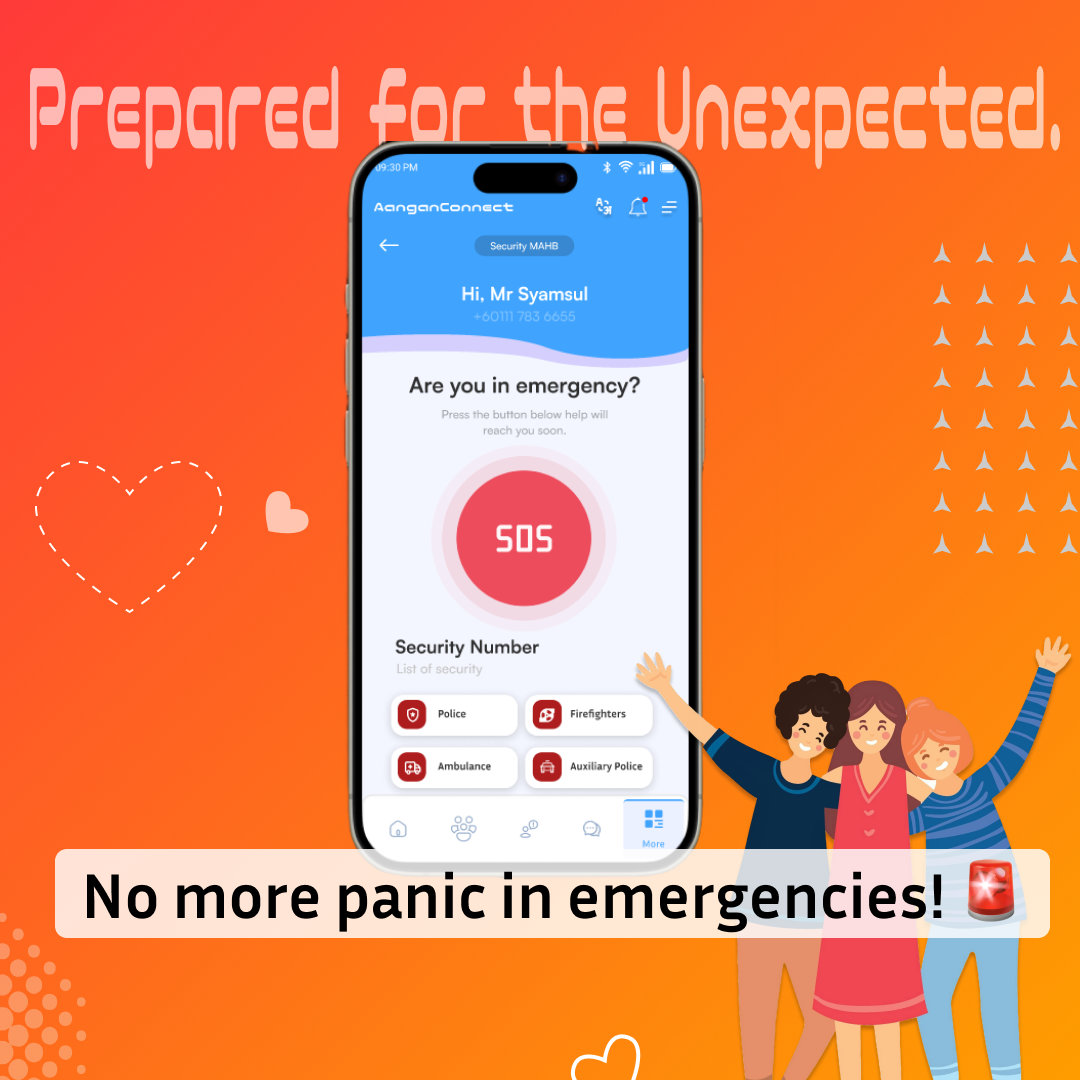 Prepared for the Unexpected.
09:30 PM
AanganConnect
Security MAHB
Hi, Mr Syamsul
+60111 783 6655
Are you in emergency?
Press the button below help will
reach you soon.
SOS
Security Number
List of security
Police
Firefighters
Ambulance
Auxiliary Police
More
No more panic in emergencies!